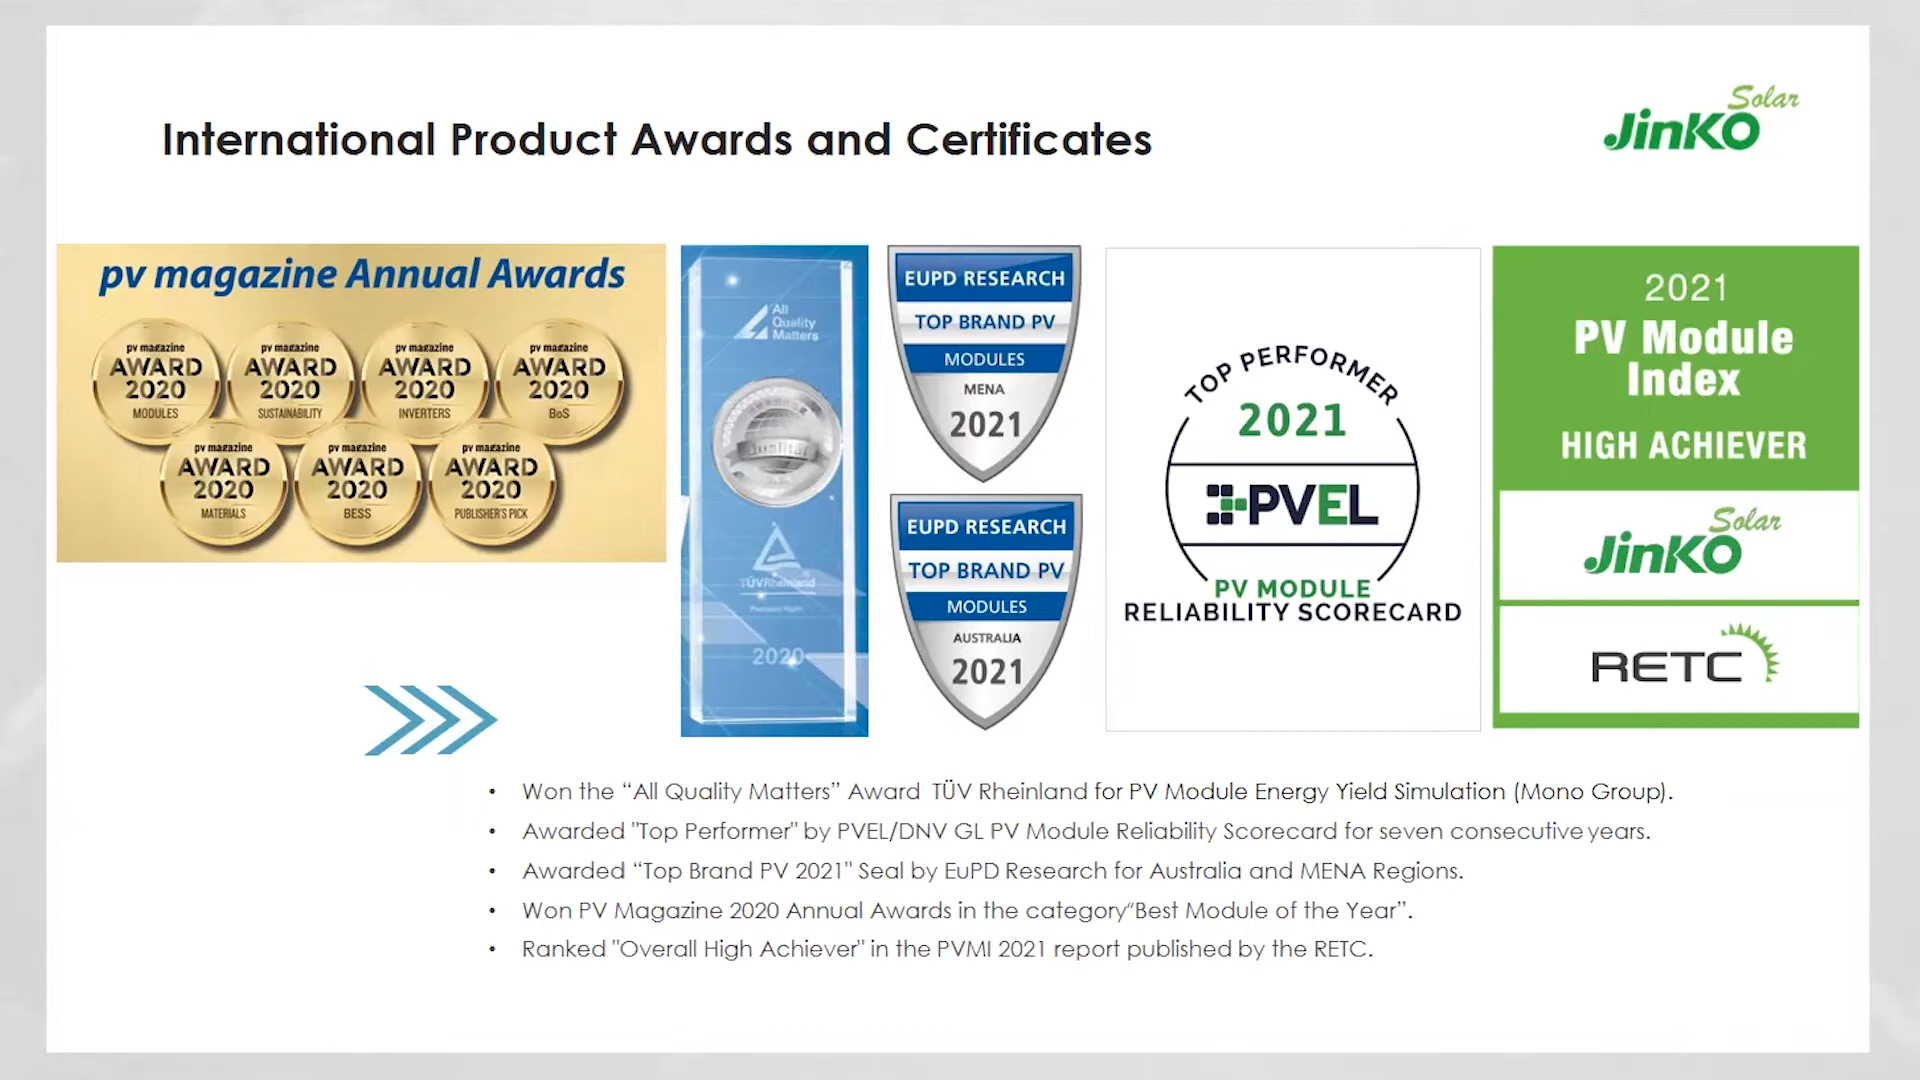 International Product Awards and Certificates
Solar
JinKO
pv magazine Annual Awards
pv magazine
AWARD
2020
MODULES
pv magazine
AWARD
2020
SUSTAINABILITY
pv magazine
AWARD
2020
INVERTERS
pv magazine
AWARD
2020
BoS
pv magazine
AWARD
2020
MATERIALS
pv magazine
AWARD
2020
BESS
pv magazine
AWARD
2020
PUBLISHER'S PICK
All
Quality
Matters
Qualität
TÜVRheinland
2020
EUPD RESEARCH
TOP BRAND PV
MODULES
MENA
2021
EUPD RESEARCH
TOP BRAND PV
MODULES
AUSTRALIA
2021
TOP PERFORMER
2021
PVEL
PV MODULE
RELIABILITY SCORECARD
2021
PV Module
Index
HIGH ACHIEVER
Solar
JinKO
RETC
• Won the “All Quality Matters” Award TÜV Rheinland for PV Module Energy Yield Simulation (Mono Group).
• Awarded "Top Performer" by PVEL/DNV GL PV Module Reliability Scorecard for seven consecutive years.
• Awarded “Top Brand PV 2021" Seal by EuPD Research for Australia and MENA Regions.
• Won PV Magazine 2020 Annual Awards in the category“Best Module of the Year”.
• Ranked "Overall High Achiever" in the PVMI 2021 report published by the RETC.